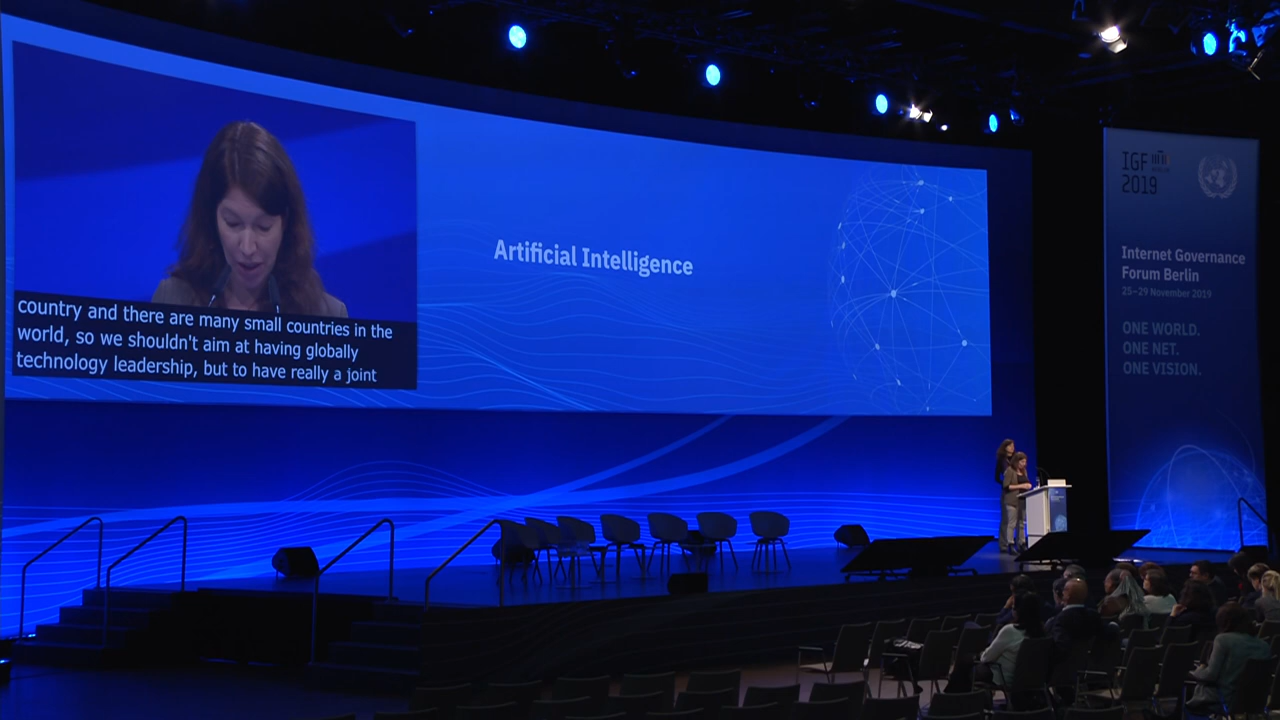 country and there are many small countries in the
world, so we shouldn't aim at having globally
technology leadership, but to have really a joint
Artificial Intelligence
IGF
2019
Internet Governance
Forum Berlin
25–29 November 2019
ONE WORLD.
ONE NET.
ONE VISION.